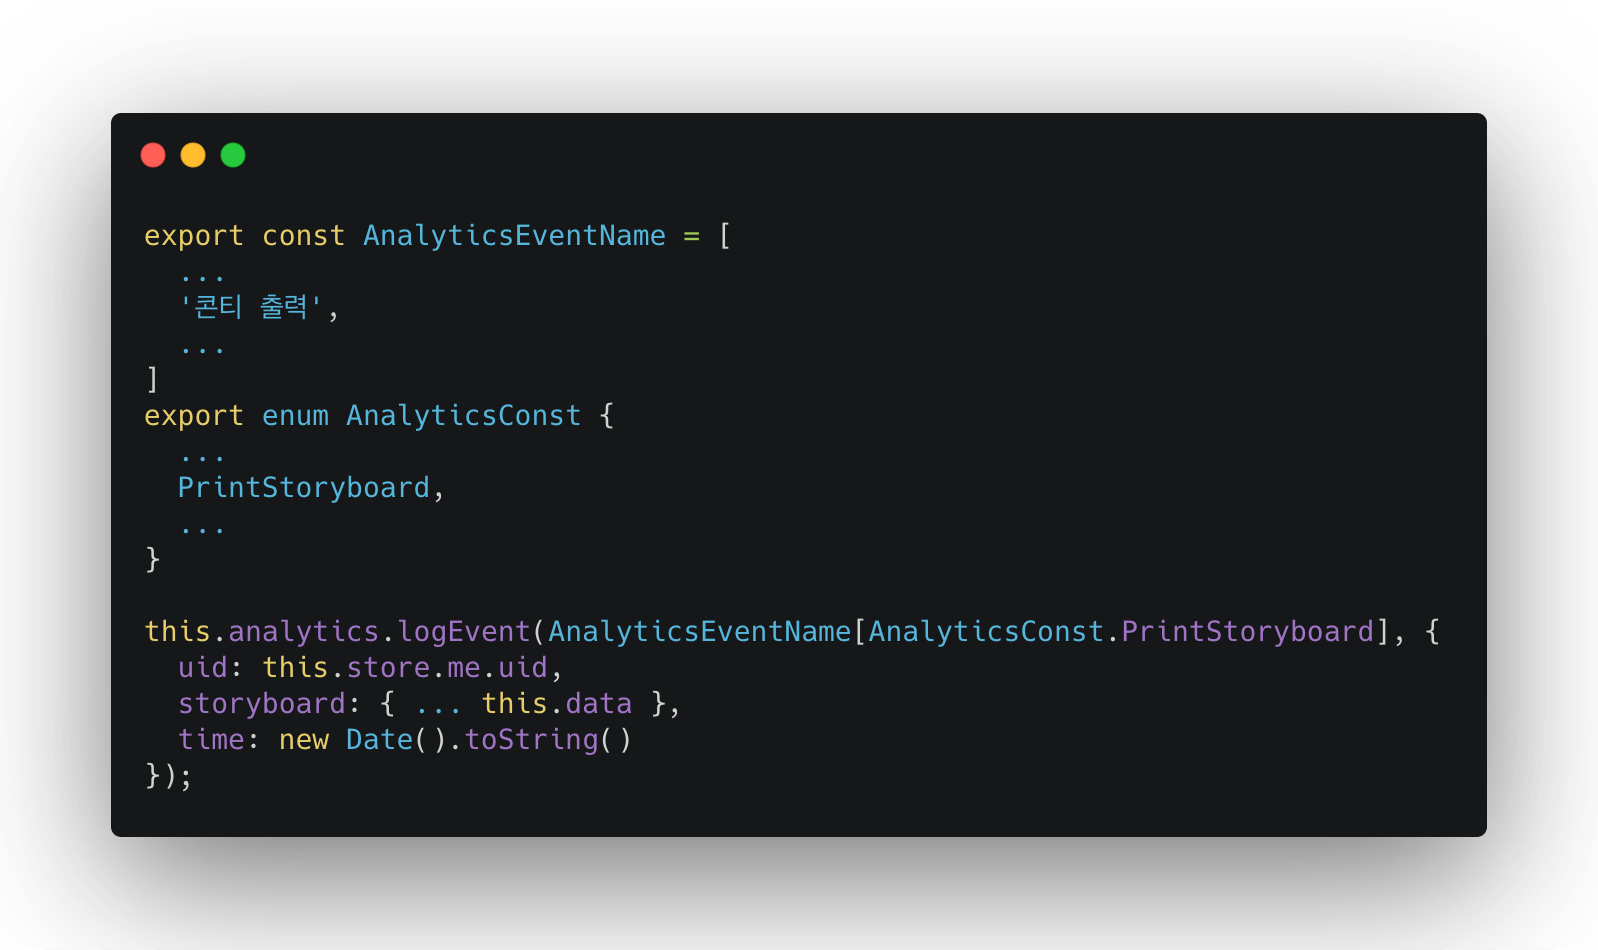 export const AnalyticsEventName = [
  ...
  '콘티 출력',
  ...
]
export enum AnalyticsConst {
  ...
  PrintStoryboard,
  ...
}

this.analytics.logEvent(AnalyticsEventName[AnalyticsConst.PrintStoryboard], {
  uid: this.store.me.uid,
  storyboard: { ... this.data },
  time: new Date().toString()
});